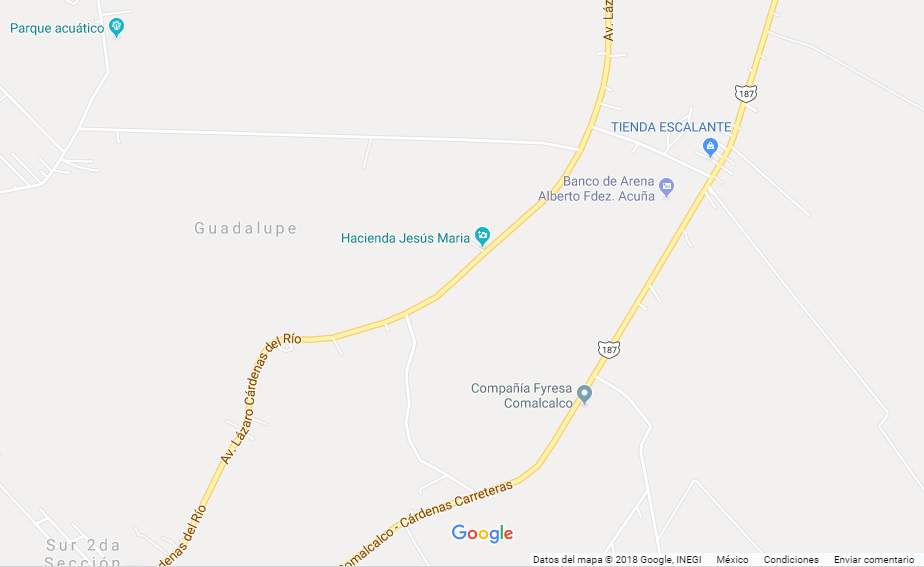 Parque acuático
Av. Láz
187
TIENDA ESCALANTE
Banco de Arena
Alberto Fdez. Acuña
Guadalupe
Hacienda Jesús Maria
Av. Lázaro Cárdenas del Río
187
Compañía Fyresa
Comalcalco
Comalcalco - Cárdenas Carreteras
denas del Río
Sur 2da
Sección
Google
Datos del mapa © 2018 Google, INEGI México Condiciones Enviar comentario